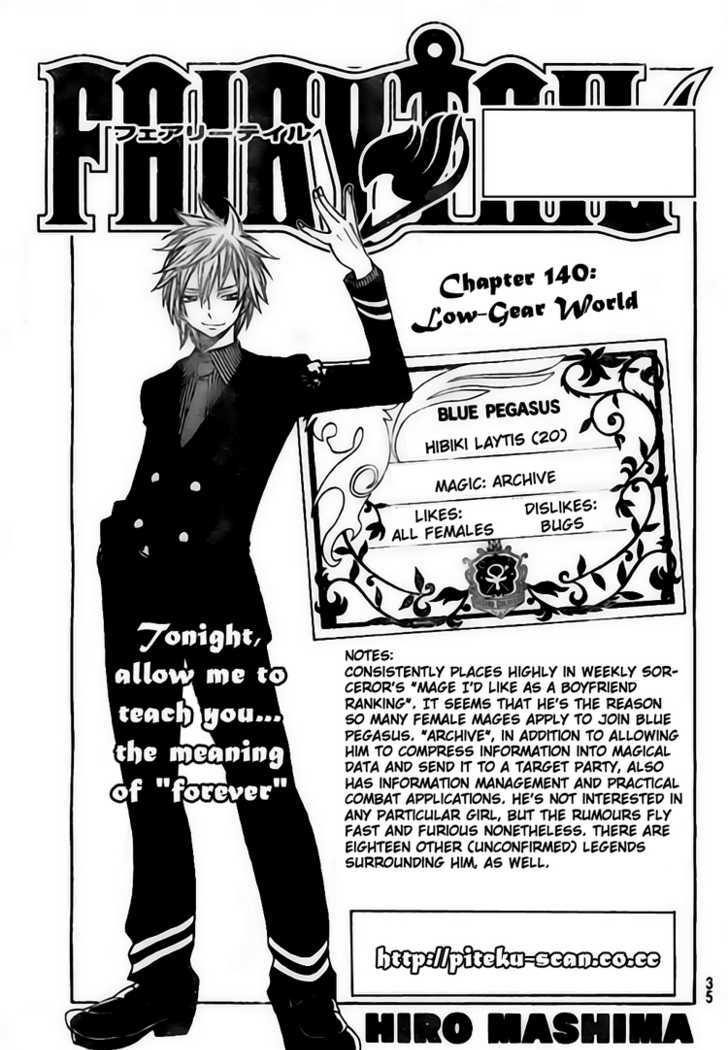 FAIRY TAIL
フェアリーテイル
Chapter 140:
Low-Gear World
BLUE PEGASUS
HIBIKI LAYTIS (20)
MAGIC: ARCHIVE
LIKES:
ALL FEMALES
DISLIKES:
BUGS
Tonight,
allow me to
teach you...
the meaning
of "forever"
NOTES:
CONSISTENTLY PLACES HIGHLY IN WEEKLY SOR-
CEROR'S "MAGE I'D LIKE AS A BOYFRIEND
RANKING". IT SEEMS THAT HE'S THE REASON
SO MANY FEMALE MAGES APPLY TO JOIN BLUE
PEGASUS. "ARCHIVE", IN ADDITION TO ALLOWING
HIM TO COMPRESS INFORMATION INTO MAGICAL
DATA AND SEND IT TO A TARGET PARTY, ALSO
HAS INFORMATION MANAGEMENT AND PRACTICAL
COMBAT APPLICATIONS. HE'S NOT INTERESTED IN
ANY PARTICULAR GIRL, BUT THE RUMOURS FLY
FAST AND FURIOUS NONETHELESS. THERE ARE
EIGHTEEN OTHER (UNCONFIRMED) LEGENDS
SURROUNDING HIM, AS WELL.
http://piteku-scan.co.cc
35
HIRO MASHIMA